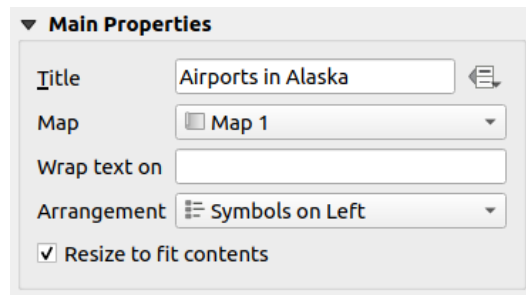 Main Properties
Title Airports in Alaska
Map Map 1
Wrap text on
Arrangement Symbols on Left
Resize to fit contents